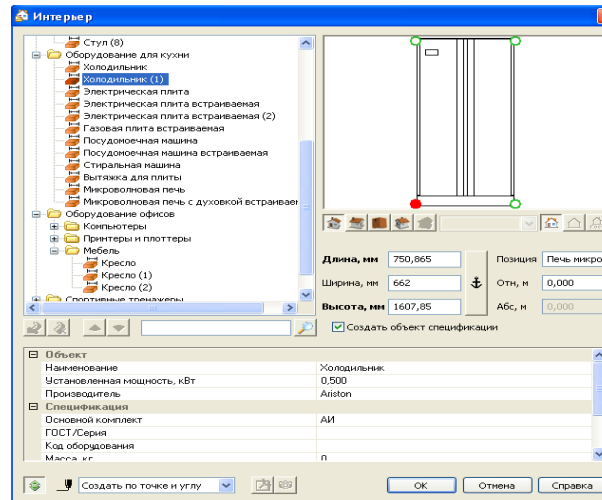 Интерьер
Стул (8)
Оборудование для кухни
Холодильник
Холодильник (1)
Электрическая плита
Электрическая плита встраиваемая
Электрическая плита встраиваемая (2)
Газовая плита встраиваемая
Посудомоечная машина
Посудомоечная машина встраиваемая
Стиральная машина
Вытяжка для плиты
Микроволновая печь
Микроволновая печь с духовкой встраиваем
Оборудование офисов
Компьютеры
Принтеры и плоттеры
Мебель
Кресло
Кресло (1)
Кресло (2)
Спортивные тренажеры
Длина, мм 750,865 Позиция Печь микро
Ширина, мм 662 Отн, м 0,000
Высота, мм 1607,85 Абс, м 0,000
Создать объект спецификации
Объект
Наименование Холодильник
Установленная мощность, кВт 0,500
Производитель Ariston
Спецификация
Основной комплект АИ
ГОСТ/Серия
Код оборудования
Масса, кг 0
Создать по точке и углу ОК Отмена Справка